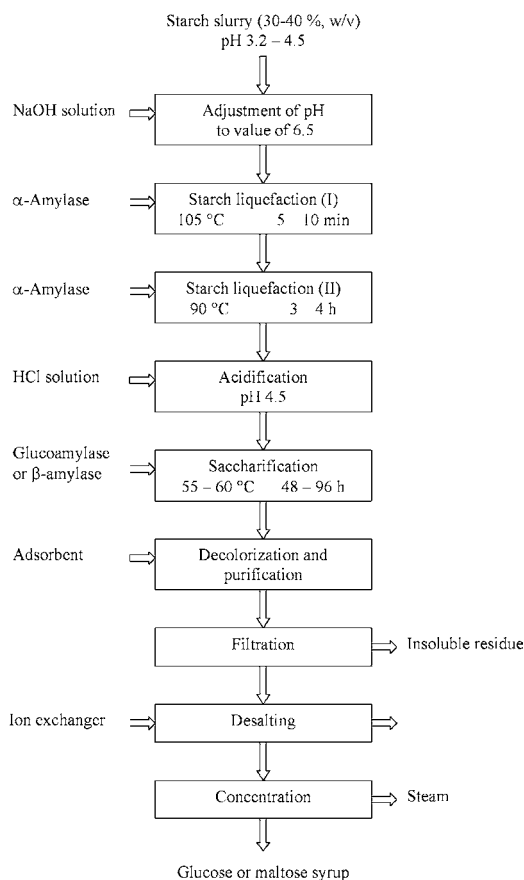 Starch slurry (30-40 %, w/v)
pH 3.2 – 4.5
NaOH solution
Adjustment of pH
to value of 6.5
α-Amylase
Starch liquefaction (I)
105 °C 5 10 min
α-Amylase
Starch liquefaction (II)
90 °C 3 4 h
HCl solution
Acidification
pH 4.5
Glucoamylase
or β-amylase
Saccharification
55 – 60 °C 48 – 96 h
Adsorbent
Decolorization and
purification
Filtration
Insoluble residue
Ion exchanger
Desalting
Concentration
Steam
Glucose or maltose syrup